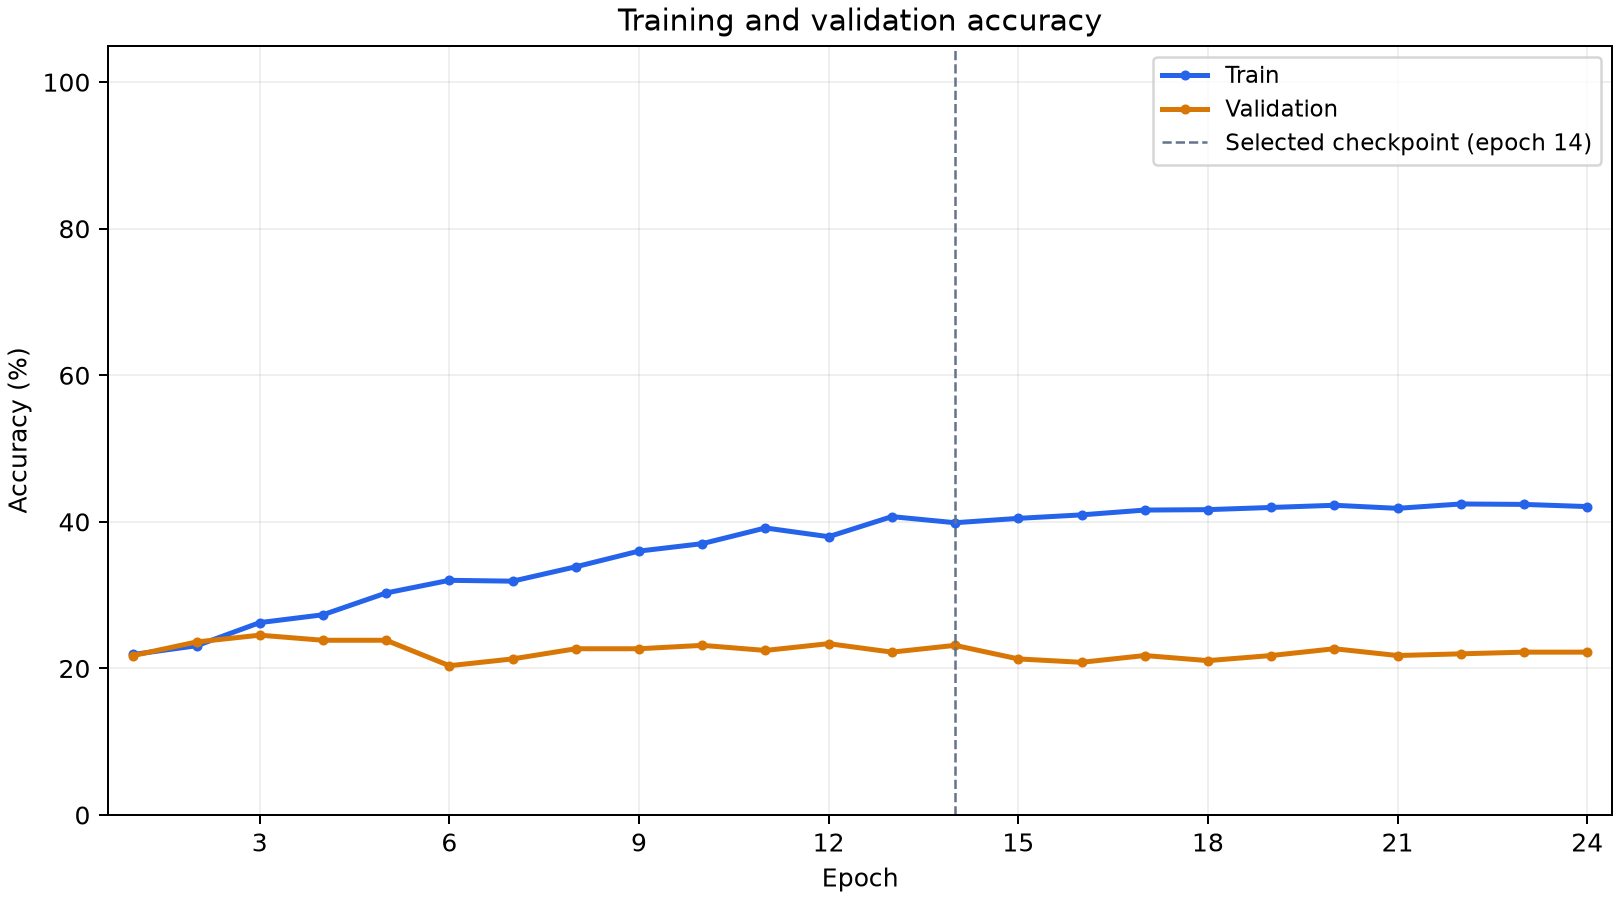 Training and validation accuracy
Train
Validation
Selected checkpoint (epoch 14)
100
80
60
40
20
0
Accuracy (%)
3 6 9 12 15 18 21 24
Epoch